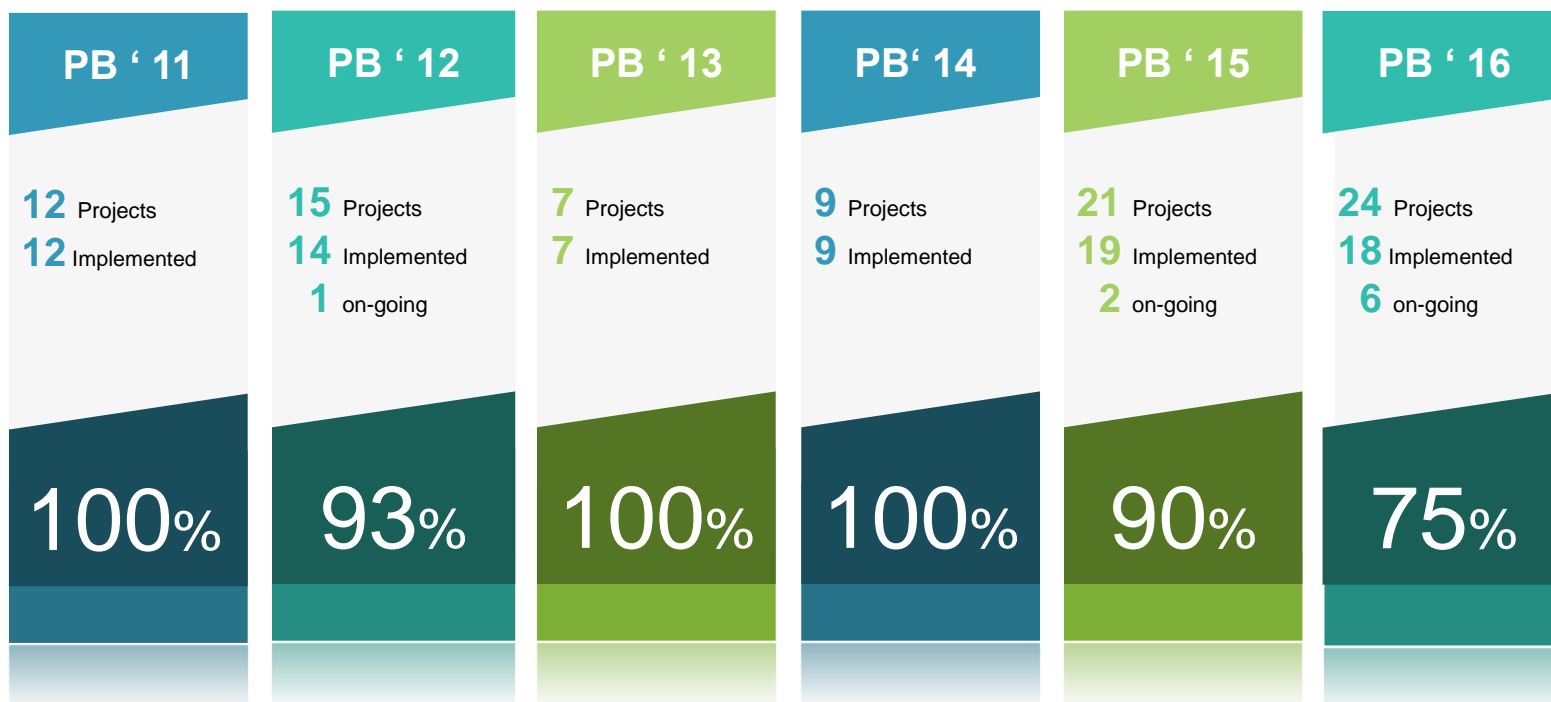 PB ‘ 11
12 Projects
12 Implemented
100%
PB ‘ 12
15 Projects
14 Implemented
1 on-going
93%
PB ‘ 13
7 Projects
7 Implemented
100%
PB‘ 14
9 Projects
9 Implemented
100%
PB ‘ 15
21 Projects
19 Implemented
2 on-going
90%
PB ‘ 16
24 Projects
18 Implemented
6 on-going
75%